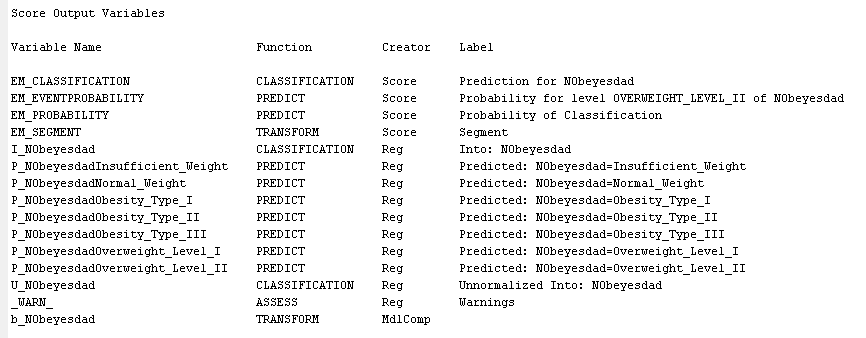 Score Output Variables
Variable Name Function Creator Label
EM_CLASSIFICATION CLASSIFICATION Score Prediction for NObeyesdad
EM_EVENTPROBABILITY PREDICT Score Probability for level OVERWEIGHT_LEVEL_II of NObeyesdad
EM_PROBABILITY PREDICT Score Probability of Classification
EM_SEGMENT TRANSFORM Score Segment
I_NObeyesdad CLASSIFICATION Reg Into: NObeyesdad
P_NObeyesdadInsufficient_Weight PREDICT Reg Predicted: NObeyesdad=Insufficient_Weight
P_NObeyesdadNormal_Weight PREDICT Reg Predicted: NObeyesdad=Normal_Weight
P_NObeyesdadObesity_Type_I PREDICT Reg Predicted: NObeyesdad=Obesity_Type_I
P_NObeyesdadObesity_Type_II PREDICT Reg Predicted: NObeyesdad=Obesity_Type_II
P_NObeyesdadObesity_Type_III PREDICT Reg Predicted: NObeyesdad=Obesity_Type_III
P_NObeyesdadOverweight_Level_I PREDICT Reg Predicted: NObeyesdad=Overweight_Level_I
P_NObeyesdadOverweight_Level_II PREDICT Reg Predicted: NObeyesdad=Overweight_Level_II
U_NObeyesdad CLASSIFICATION Reg Unnormalized Into: NObeyesdad
_WARN_ ASSESS Reg Warnings
b_NObeyesdad TRANSFORM MdlComp